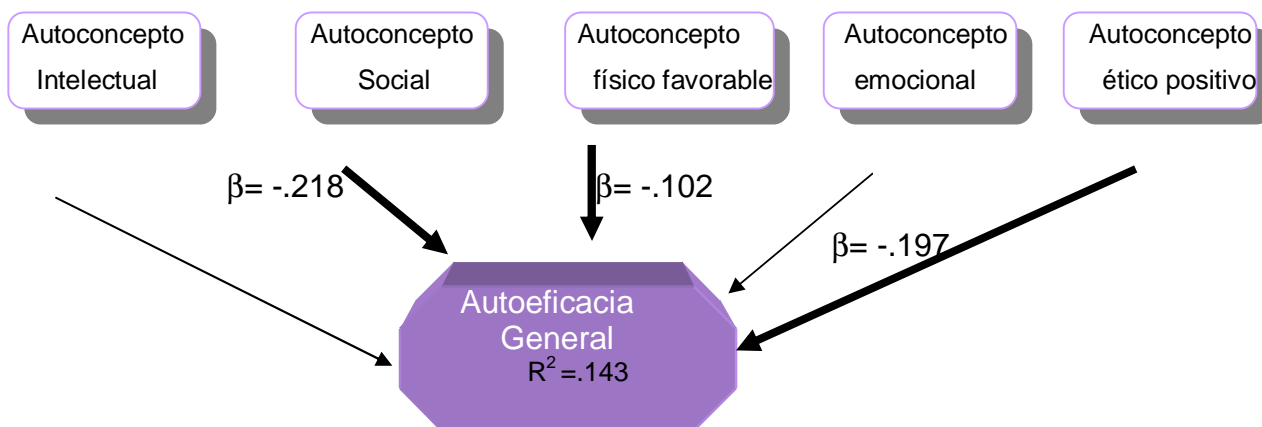 Autoconcepto
Intelectual
Autoconcepto
Social
Autoconcepto
físico favorable
Autoconcepto
emocional
Autoconcepto
ético positivo
β= -.218
β= -.102
β= -.197
Autoeficacia
General
R² =.143